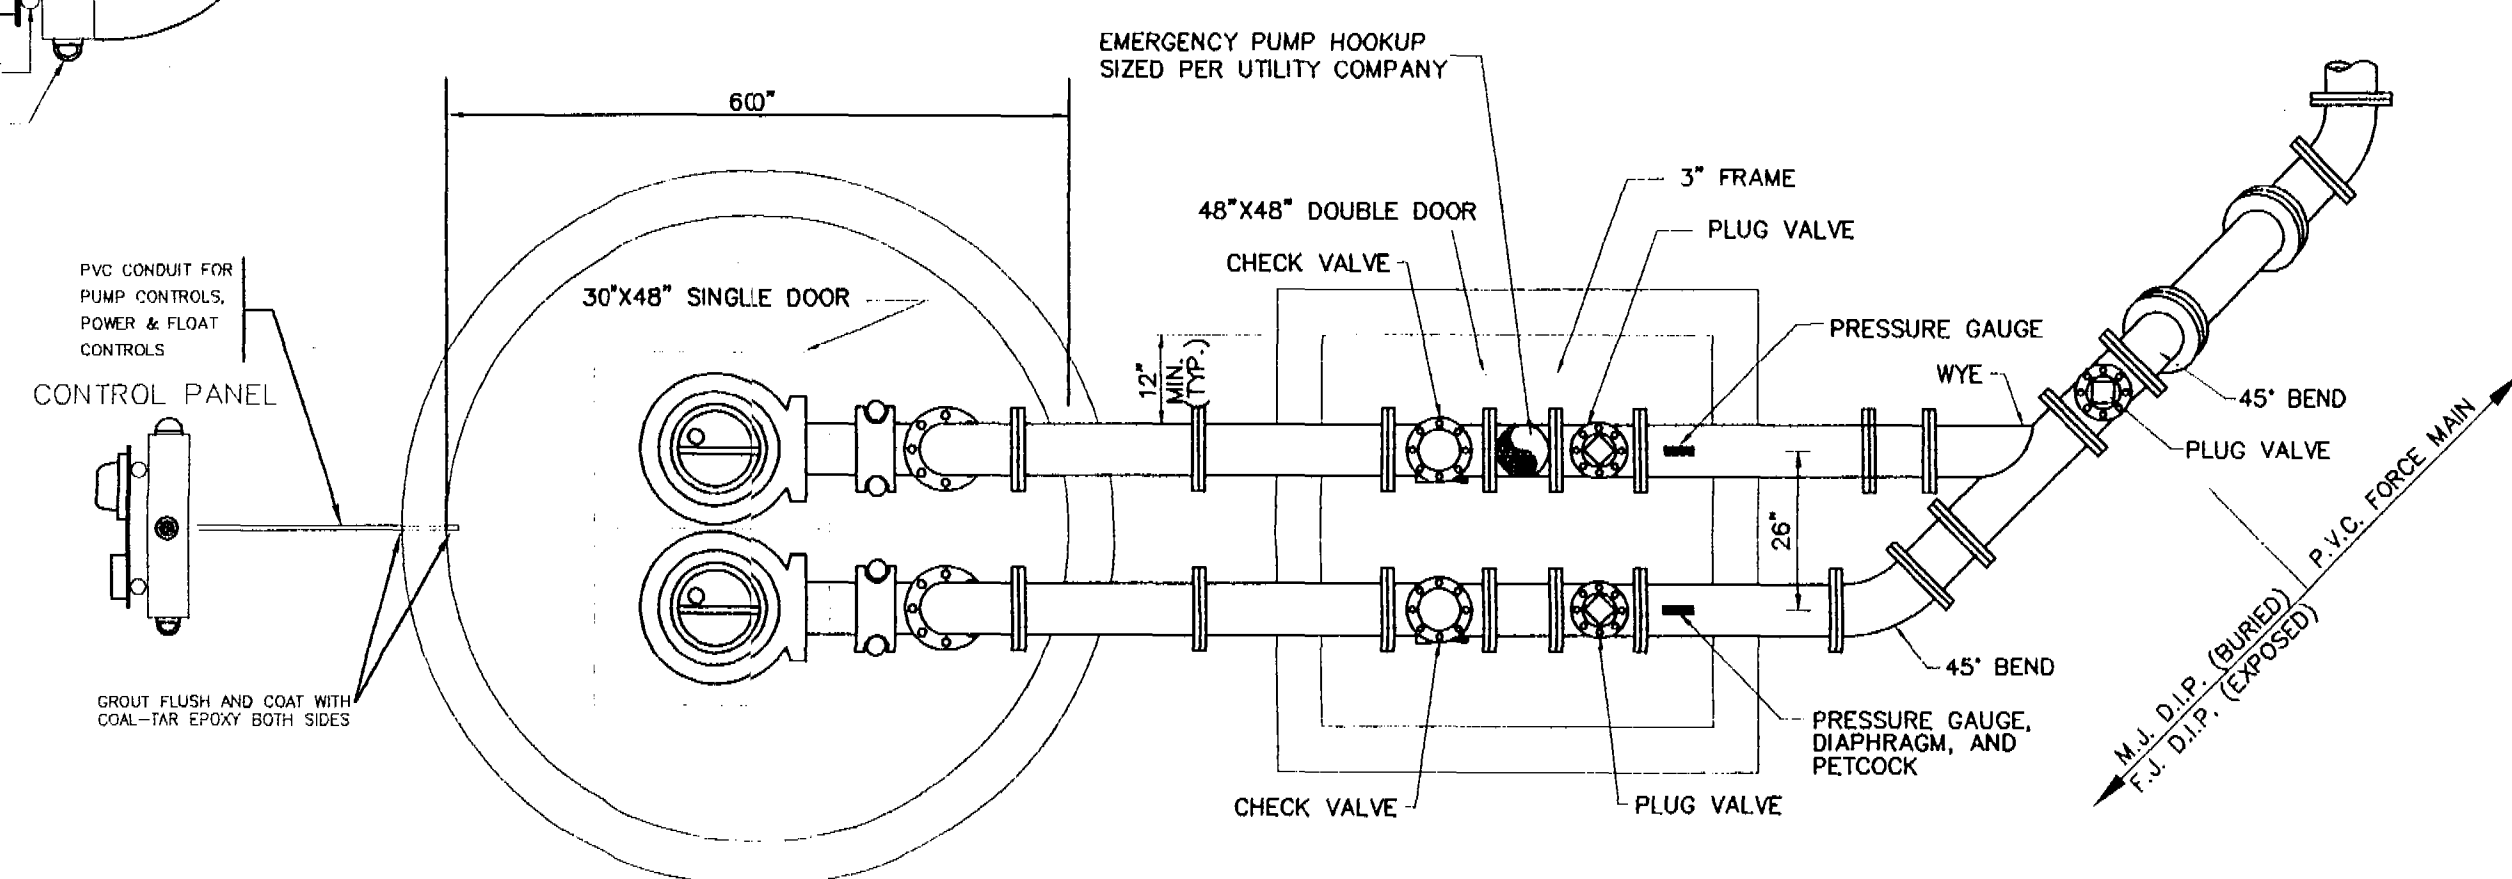 EMERGENCY PUMP HOOKUP
SIZED PER UTILITY COMPANY
3" FRAME
48"X48" DOUBLE DOOR
PLUG VALVE
CHECK VALVE
PVC CONDUIT FOR
PUMP CONTROLS,
POWER & FLOAT
CONTROLS
30"X48" SINGLE DOOR
CONTROL PANEL
12"
MIN.
(TYP.)
PRESSURE GAUGE
WYE
45° BEND
PLUG VALVE
26"
P.V.C. FORCE MAIN
M.J. D.I.P. (BURIED)
F.J. D.I.P. (EXPOSED)
45° BEND
GROUT FLUSH AND COAT WITH
COAL-TAR EPOXY BOTH SIDES
PRESSURE GAUGE,
DIAPHRAGM, AND
PETCOCK
CHECK VALVE
PLUG VALVE